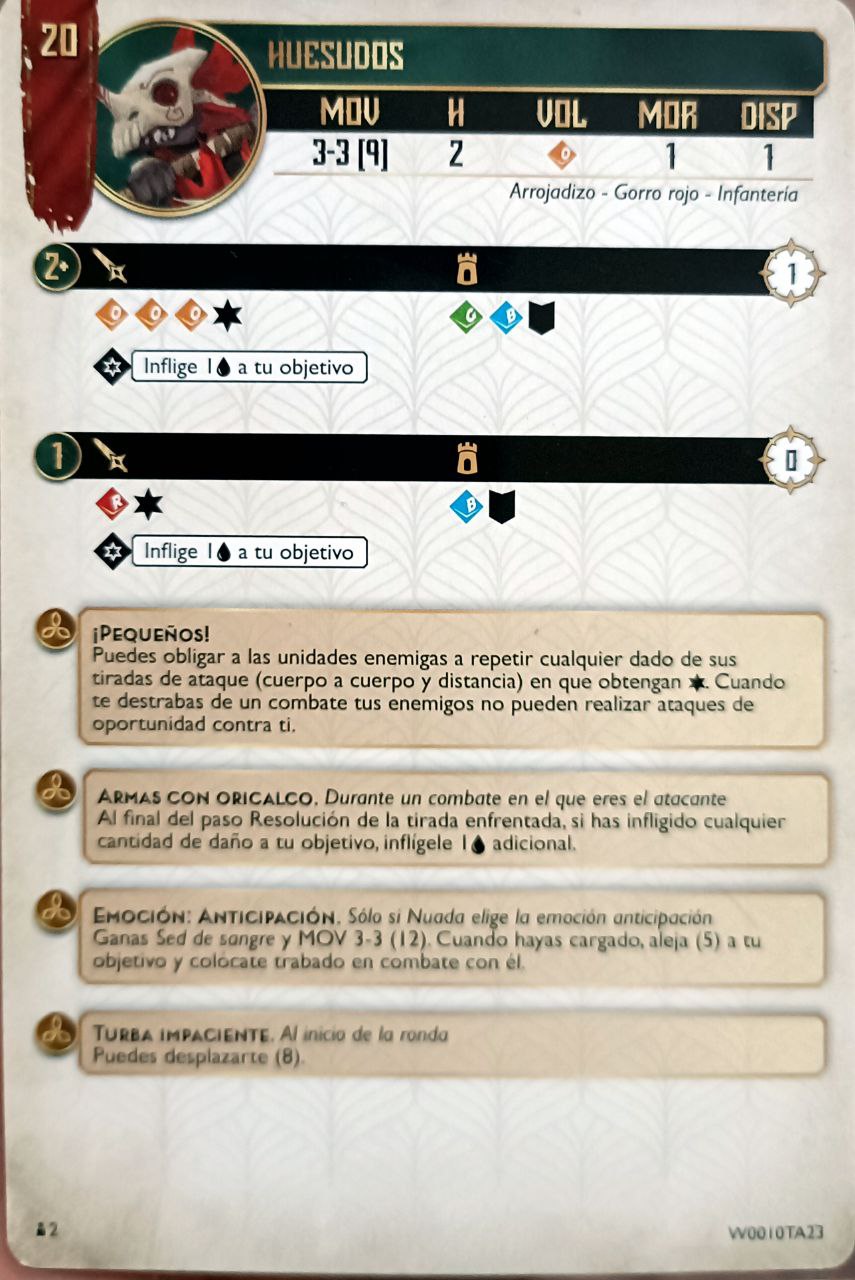 20
HUESUDOS
MOV H VOL MOR DISP
3-3 [9] 2 O 1 1
Arrojadizo - Gorro rojo - Infantería
2+ 1
O O O G B
Inflige 1 a tu objetivo
1 0
R B
Inflige 1 a tu objetivo
¡PEQUEÑOS!
Puedes obligar a las unidades enemigas a repetir cualquier dado de sus
tiradas de ataque (cuerpo a cuerpo y distancia) en que obtengan . Cuando
te destrabas de un combate tus enemigos no pueden realizar ataques de
oportunidad contra ti.
ARMAS CON ORICALCO. Durante un combate en el que eres el atacante
Al final del paso Resolución de la tirada enfrentada, si has infligido cualquier
cantidad de daño a tu objetivo, inflígele 1 adicional.
EMOCIÓN: ANTICIPACIÓN. Sólo si Nuada elige la emoción anticipación
Ganas Sed de sangre y MOV 3-3 (12). Cuando hayas cargado, aleja (5) a tu
objetivo y colócate trabado en combate con él.
TURBA IMPACIENTE. Al inicio de la ronda
Puedes desplazarte (8).
2
W0010TA23